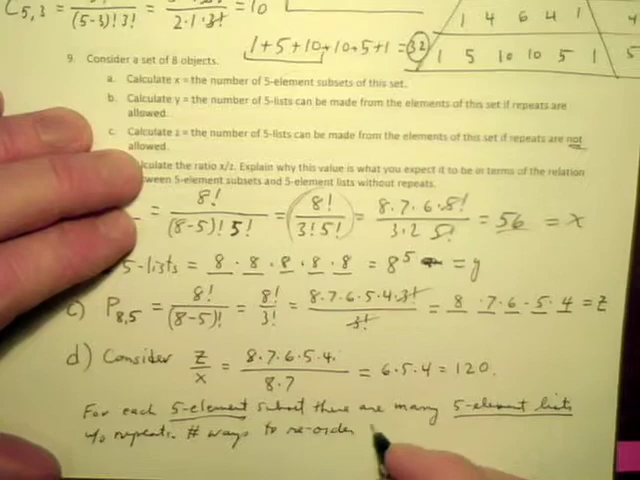 C₅,₃ = / (5-3)! 3! = / 2·1·3! = 10
1 4 6 4 1 4
1+5+10+10+5+1 = 32 1 5 10 10 5 1 5
9. Consider a set of 8 objects.
a. Calculate x = the number of 5-element subsets of this set.
b. Calculate y = the number of 5-lists can be made from the elements of this set if repeats are
allowed.
c. Calculate z = the number of 5-lists can be made from the elements of this set if repeats are not
allowed.
lculate the ratio x/z. Explain why this value is what you expect it to be in terms of the relation
ween 5-element subsets and 5-element lists without repeats.
= 8! / (8-5)! 5! = 8! / 3! 5! = 8·7·6·5! / 3·2 5! = 56 = x
5-lists = 8 · 8 · 8 · 8 · 8 = 8⁵ = y
c) P₈,₅ = 8! / (8-5)! = 8! / 3! = 8·7·6·5·4·3! / 3! = 8 · 7 · 6 · 5 · 4 = z
d) Consider z / x = 8·7·6·5·4· / 8·7 = 6·5·4 = 120.
For each 5-element subset there are many 5-element lists
w/o repeats. # ways to re-order